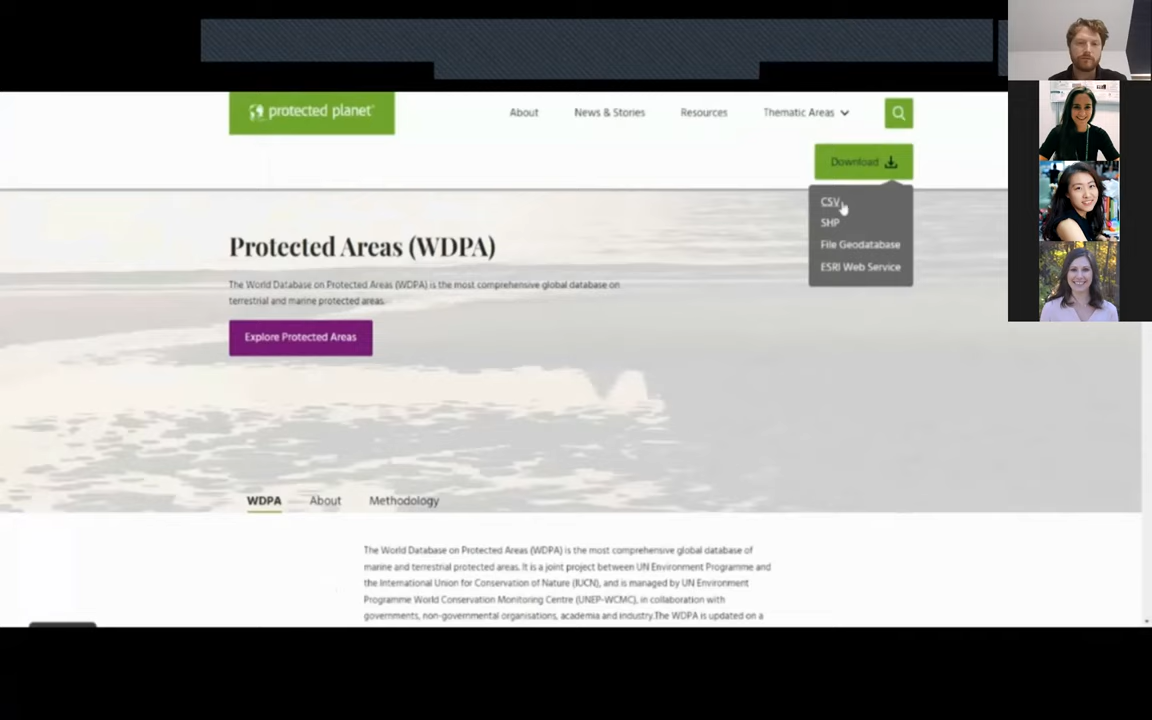 protected planet
About
News & Stories
Resources
Thematic Areas
Download
CSV
SHP
File Geodatabase
ESRI Web Service
Protected Areas (WDPA)
The World Database on Protected Areas (WDPA) is the most comprehensive global database on
terrestrial and marine protected areas.
Explore Protected Areas
WDPA
About
Methodology
The World Database on Protected Areas (WDPA) is the most comprehensive global database of
marine and terrestrial protected areas. It is a joint project between UN Environment Programme and
the International Union for Conservation of Nature (IUCN), and is managed by UN Environment
Programme World Conservation Monitoring Centre (UNEP-WCMC), in collaboration with
governments, non-governmental organisations, academia and industry.The WDPA is updated on a